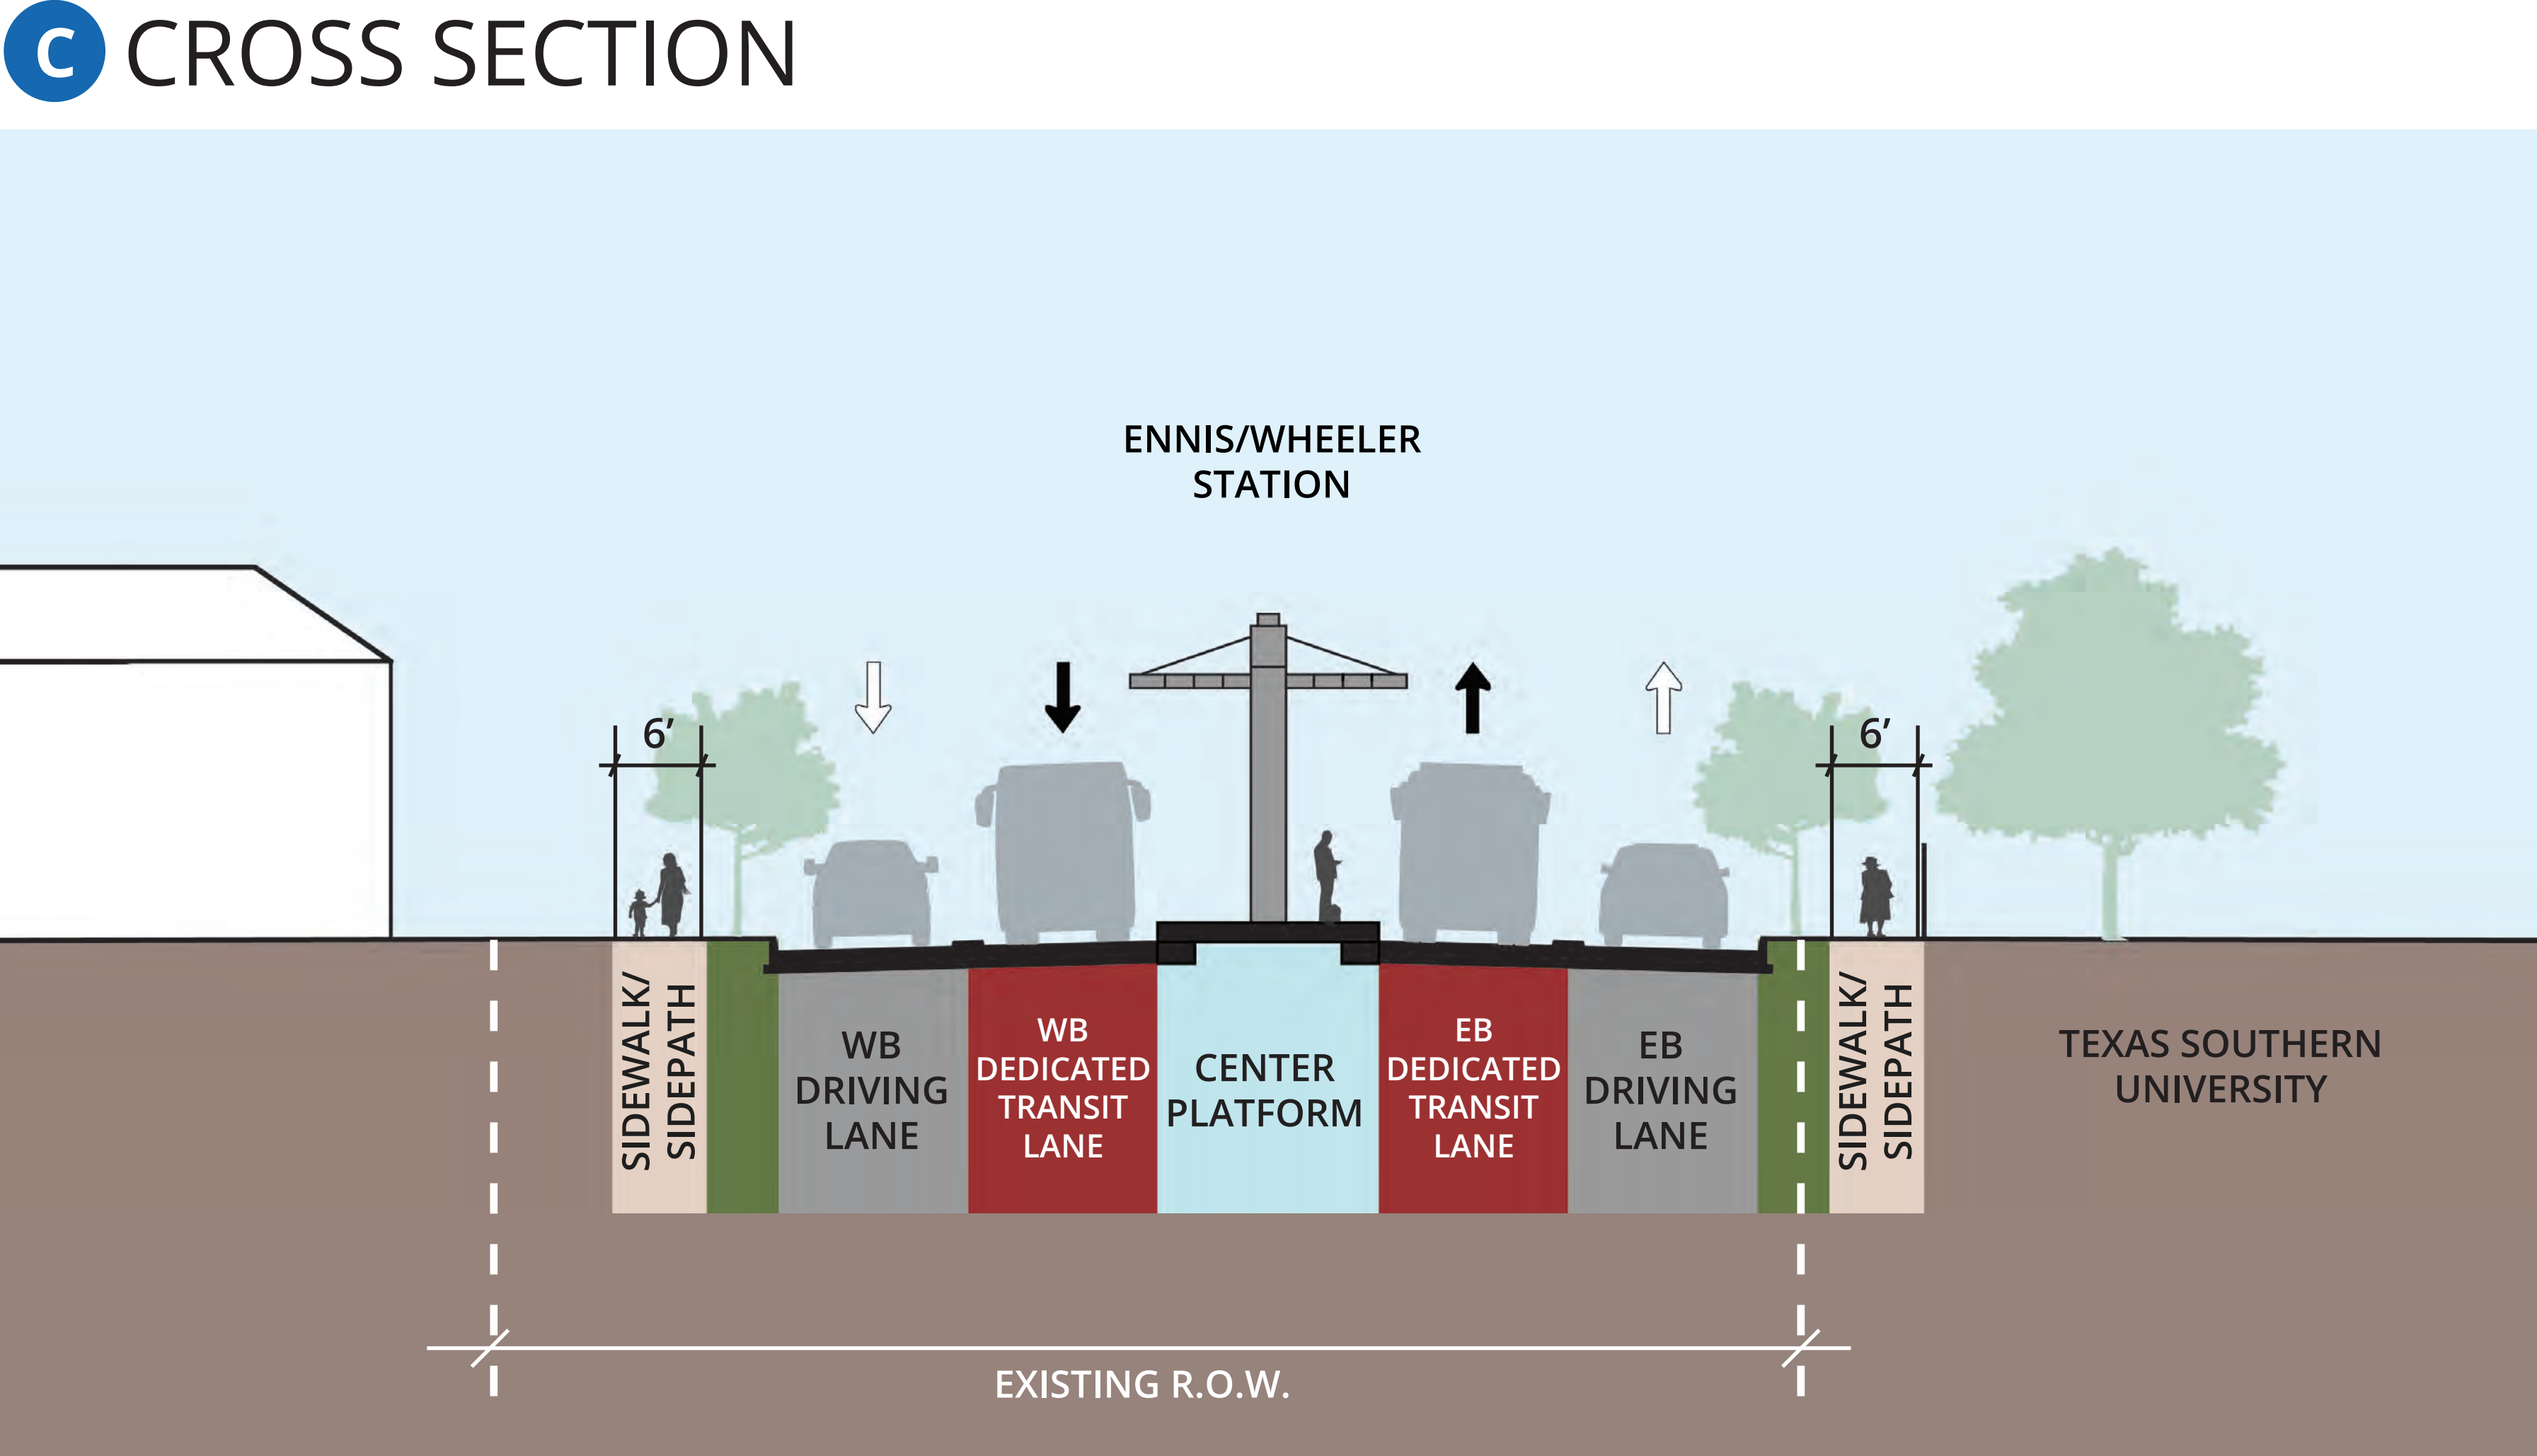 C CROSS SECTION
ENNIS/WHEELER
STATION
6’
6’
SIDEWALK/
SIDEPATH
WB
DRIVING
LANE
WB
DEDICATED
TRANSIT
LANE
CENTER
PLATFORM
EB
DEDICATED
TRANSIT
LANE
EB
DRIVING
LANE
SIDEWALK/
SIDEPATH
TEXAS SOUTHERN
UNIVERSITY
EXISTING R.O.W.